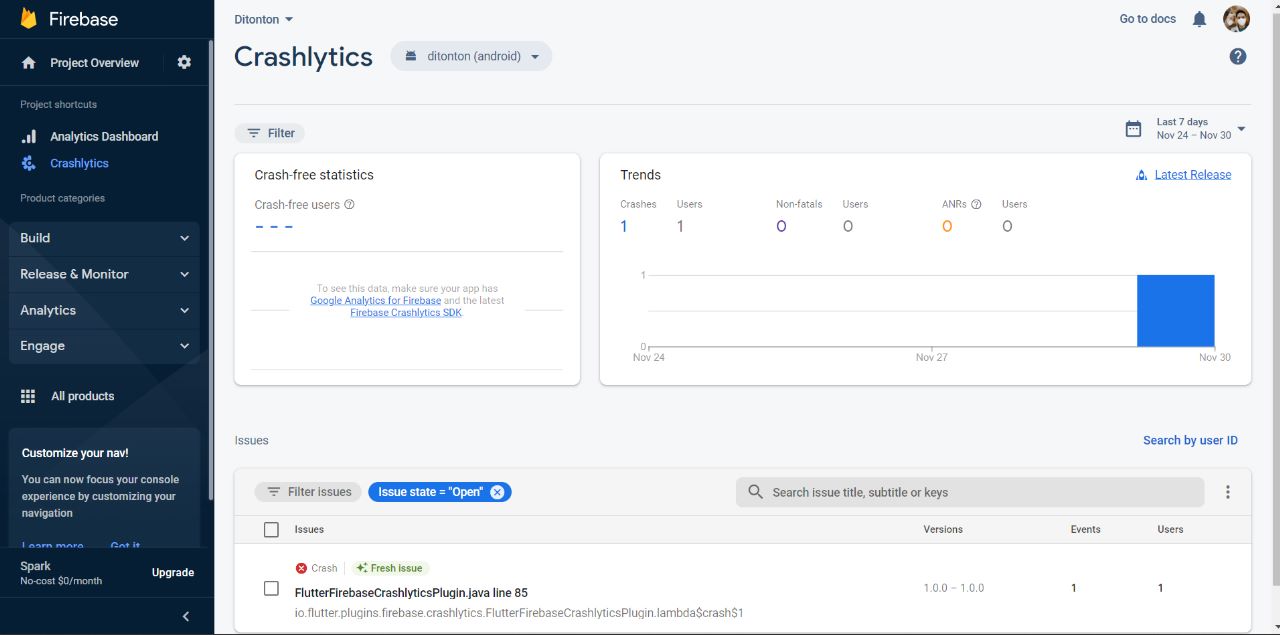 Firebase
Project Overview
Project shortcuts
Analytics Dashboard
Crashlytics
Product categories
Build
Release & Monitor
Analytics
Engage
All products
Customize your nav!
You can now focus your console
experience by customizing your
navigation
Learn more Got it
Spark
No-cost $0/month
Upgrade
Ditonton
Go to docs
Crashlytics
ditonton (android)
Filter
Last 7 days
Nov 24 – Nov 30
Crash-free statistics
Crash-free users
To see this data, make sure your app has
Google Analytics for Firebase and the latest
Firebase Crashlytics SDK.
Trends
Latest Release
Crashes Users Non-fatals Users ANRs Users
1 1 0 0 0 0
1
0
Nov 24 Nov 27 Nov 30
Issues
Search by user ID
Filter issues
Issue state = "Open"
Search issue title, subtitle or keys
Issues Versions Events Users
Crash Fresh issue
FlutterFirebaseCrashlyticsPlugin.java line 85
io.flutter.plugins.firebase.crashlytics.FlutterFirebaseCrashlyticsPlugin.lambda$crash$1
1.0.0 – 1.0.0 1 1